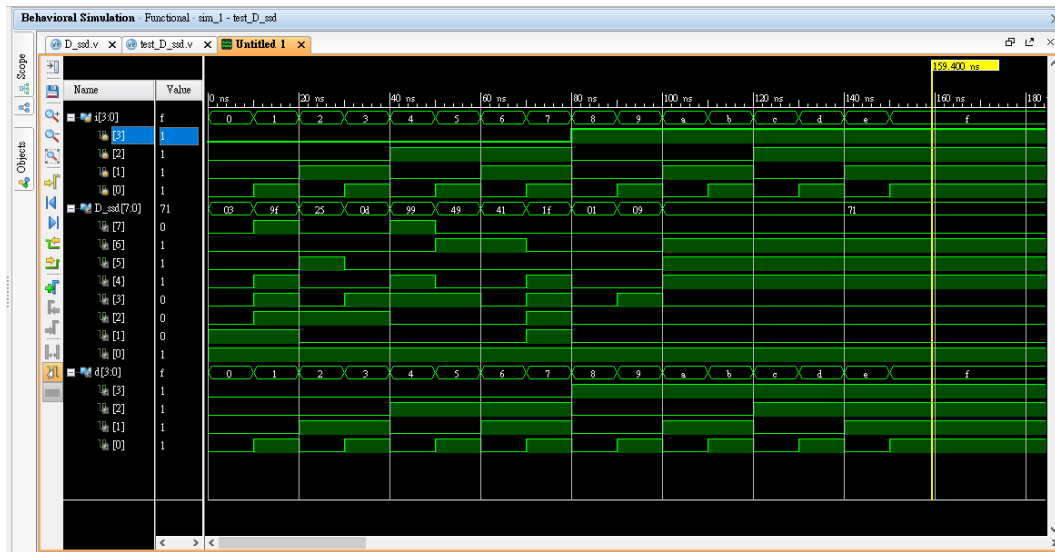 Behavioral Simulation - Functional - sim_1 - test_D_ssd
D_ssd.v test_D_ssd.v Untitled 1
Scope
Objects
159.400 ns
Name Value
0 ns 20 ns 40 ns 60 ns 80 ns 100 ns 120 ns 140 ns 160 ns 180
i[3:0] f 0 1 2 3 4 5 6 7 8 9 a b c d e f
[3] 1
[2] 1
[1] 1
[0] 1
D_ssd[7:0] 71 03 9f 25 0d 99 49 41 1f 01 09 71
[7] 0
[6] 1
[5] 1
[4] 1
[3] 0
[2] 0
[1] 0
[0] 1
d[3:0] f 0 1 2 3 4 5 6 7 8 9 a b c d e f
[3] 1
[2] 1
[1] 1
[0] 1